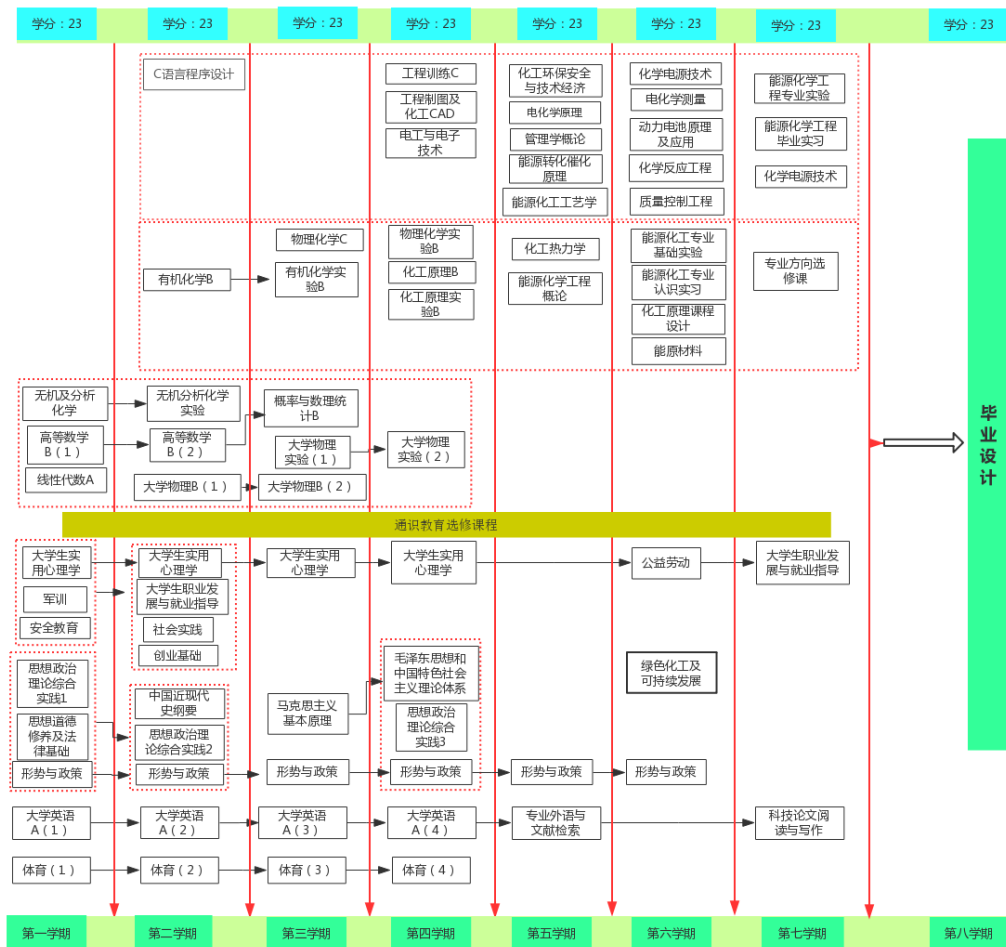 学分：23
学分：23
学分：23
学分：23
学分：23
学分：23
学分：23
学分：23
C语言程序设计
工程训练C
工程制图及
化工CAD
电工与电子
技术
化工环保安全
与技术经济
电化学原理
管理学概论
能源转化催化
原理
能源化工工艺学
化学电源技术
电化学测量
动力电池原理
及应用
化学反应工程
质量控制工程
能源化学工
程专业实验
能源化学工程
毕业实习
化学电源技术
有机化学B
物理化学C
有机化学实
验B
物理化学实
验B
化工原理B
化工原理实
验B
化工热力学
能源化学工程
概论
能源化工专业
基础实验
能源化工专业
认识实习
化工原理课程
设计
能原材料
专业方向选
修课
无机及分析
化学
高等数学
B（1）
线性代数A
无机分析化学
实验
高等数学
B（2）
大学物理B（1）
概率与数理统
计B
大学物理
实验（1）
大学物理B（2）
大学物理
实验（2）
毕
业
设
计
通识教育选修课程
大学生实
用心理学
军训
安全教育
大学生实用
心理学
大学生职业发
展与就业指导
社会实践
创业基础
大学生实用
心理学
大学生实用
心理学
公益劳动
大学生职业发
展与就业指导
思想政治
理论综合
实践1
思想道德
修养及法
律基础
形势与政策
中国近现代
史纲要
思想政治理
论综合实践2
形势与政策
马克思主义
基本原理
形势与政策
毛泽东思想和
中国特色社会
主义理论体系
思想政治
理论综合
实践3
形势与政策
形势与政策
绿色化工及
可持续发展
形势与政策
大学英语
A（1）
大学英语
A（2）
大学英语
A（3）
大学英语
A（4）
专业外语与
文献检索
科技论文阅
读与写作
体育（1）
体育（2）
体育（3）
体育（4）
第一学期
第二学期
第三学期
第四学期
第五学期
第六学期
第七学期
第八学期